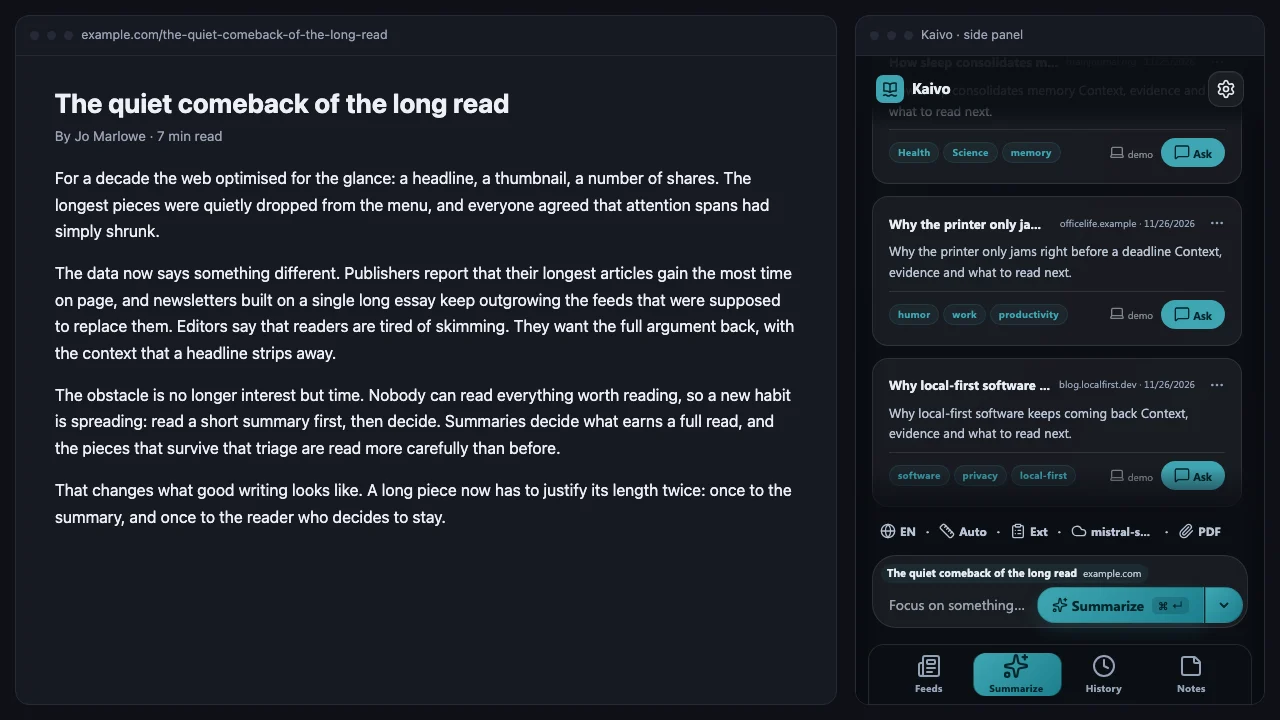 example.com/the-quiet-comeback-of-the-long-read
The quiet comeback of the long read
By Jo Marlowe · 7 min read
For a decade the web optimised for the glance: a headline, a thumbnail, a number of shares. The
longest pieces were quietly dropped from the menu, and everyone agreed that attention spans had
simply shrunk.
The data now says something different. Publishers report that their longest articles gain the most time
on page, and newsletters built on a single long essay keep outgrowing the feeds that were supposed
to replace them. Editors say that readers are tired of skimming. They want the full argument back, with
the context that a headline strips away.
The obstacle is no longer interest but time. Nobody can read everything worth reading, so a new habit
is spreading: read a short summary first, then decide. Summaries decide what earns a full read, and
the pieces that survive that triage are read more carefully than before.
That changes what good writing looks like. A long piece now has to justify its length twice: once to the
summary, and once to the reader who decides to stay.
Kaivo · side panel
How sleep consolidates m...
Kaivo
consolidates memory Context, evidence and
what to read next.
Health Science memory demo Ask
Why the printer only ja... officelife.example · 11/26/2026 ···
Why the printer only jams right before a deadline Context,
evidence and what to read next.
humor work productivity demo Ask
Why local-first software ... blog.localfirst.dev · 11/26/2026 ···
Why local-first software keeps coming back Context,
evidence and what to read next.
software privacy local-first demo Ask
EN · Auto · Ext · mistral-s... · PDF
The quiet comeback of the long read example.com
Focus on something... Summarize ⌘ ↵
Feeds Summarize History Notes